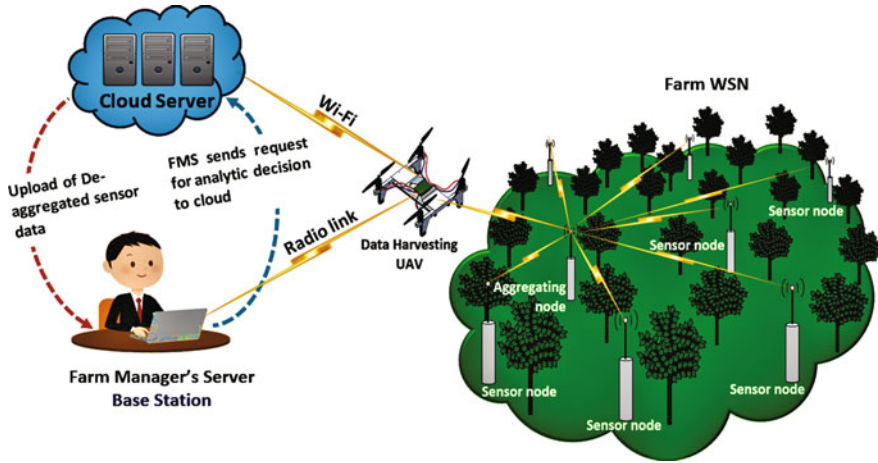 Cloud Server
Wi-Fi
Farm WSN
Upload of De-
aggregated sensor
data
FMS sends request
for analytic decision
to cloud
Radio link
Data Harvesting
UAV
Sensor node
Sensor node
Aggregating
node
Sensor node
Sensor node
Sensor node
Farm Manager's Server
Base Station